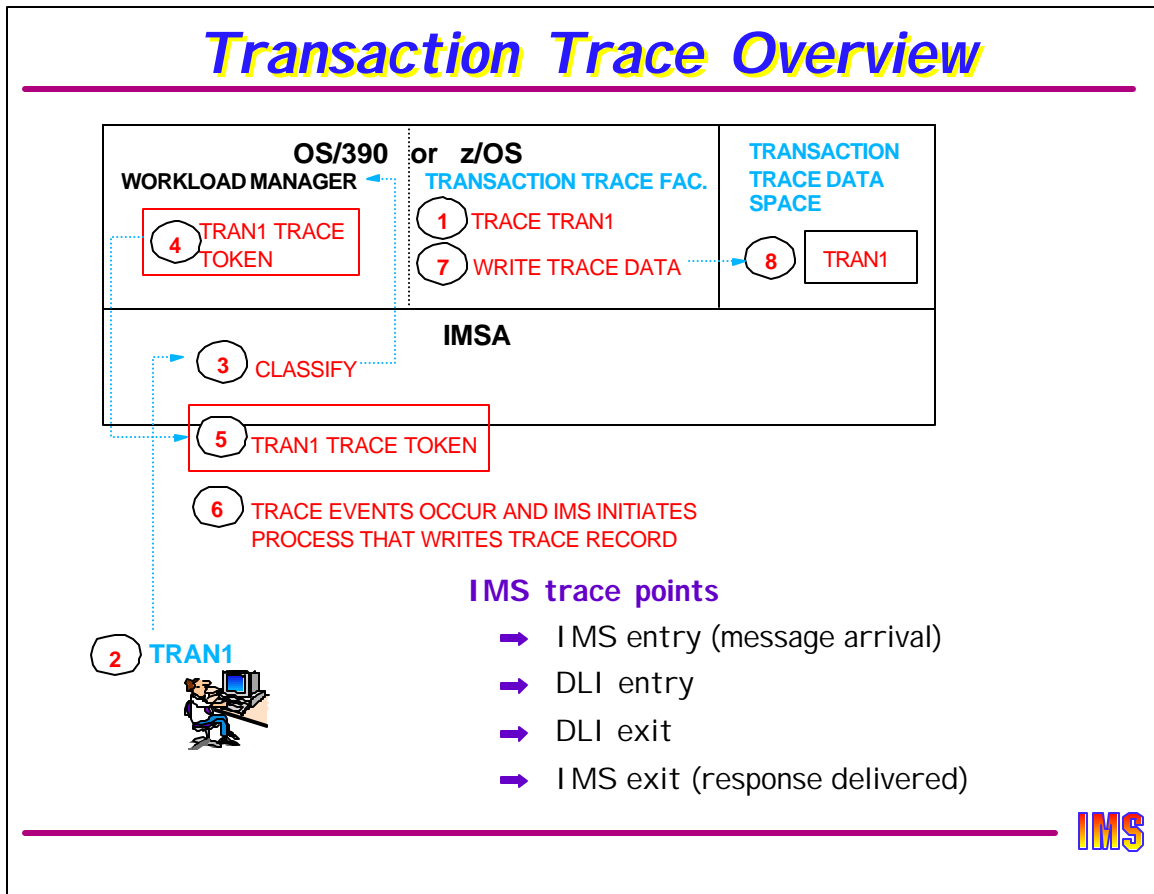 Transaction Trace Overview
OS/390 or z/OS
WORKLOAD MANAGER
TRANSACTION TRACE FAC.
TRANSACTION
TRACE DATA
SPACE
4 TRAN1 TRACE
TOKEN
1 TRACE TRAN1
7 WRITE TRACE DATA
8 TRAN1
IMSA
3 CLASSIFY
5 TRAN1 TRACE TOKEN
6 TRACE EVENTS OCCUR AND IMS INITIATES
PROCESS THAT WRITES TRACE RECORD
IMS trace points
IMS entry (message arrival)
DLI entry
DLI exit
IMS exit (response delivered)
2 TRAN1
IMS